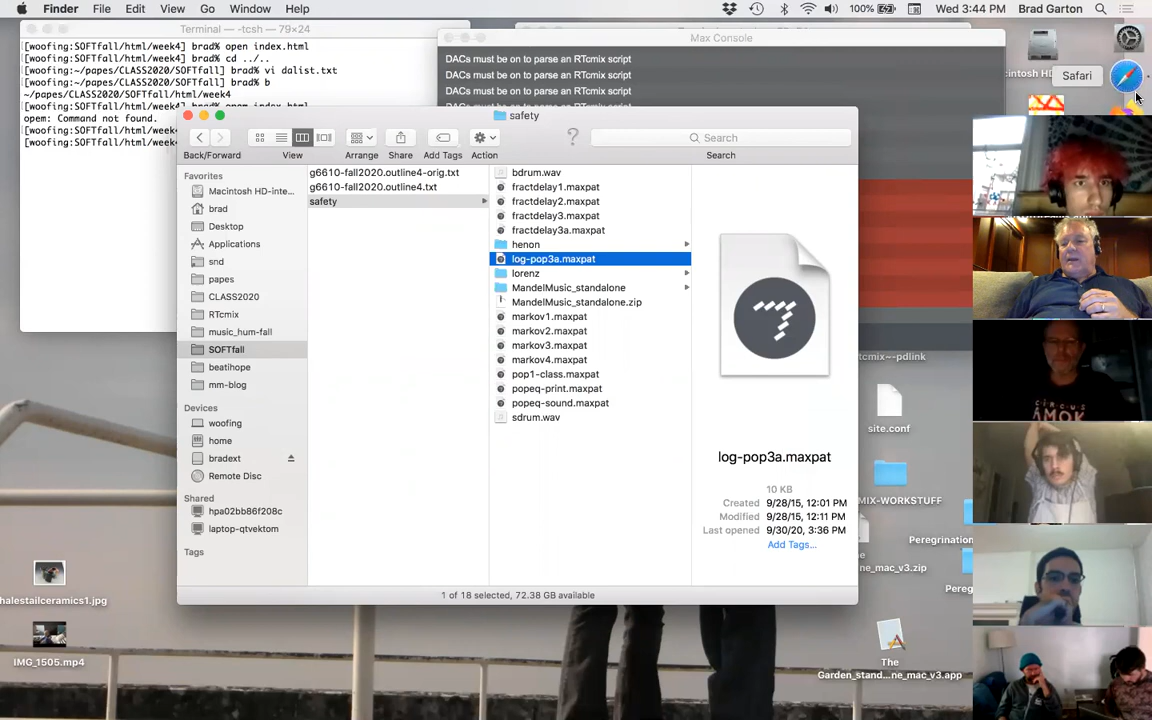 Finder File Edit View Go Window Help 100% Wed 3:44 PM Brad Garton
Terminal — -tcsh — 79×24
[woofing:SOFTfall/html/week4] brad% open index.html
[woofing:SOFTfall/html/week4] brad% cd ../..
[woofing:~/papes/CLASS2020/SOFTfall] brad% vi dalist.txt
[woofing:~/papes/CLASS2020/SOFTfall] brad% b
~/papes/CLASS2020/SOFTfall/html/week4
opem: Command not found.
Max Console
DACs must be on to parse an RTcmix script
DACs must be on to parse an RTcmix script
DACs must be on to parse an RTcmix script
Safari
safety
Search
Back/Forward View Arrange Share Add Tags Action Search
Favorites
Macintosh HD-inte...
brad
Desktop
Applications
snd
papes
CLASS2020
RTcmix
music_hum-fall
SOFTfall
beatihope
mm-blog
Devices
woofing
home
bradext
Remote Disc
Shared
hpa02bb86f208c
laptop-qtvektom
Tags
g6610-fall2020.outline4-orig.txt
g6610-fall2020.outline4.txt
safety
bdrum.wav
fractdelay1.maxpat
fractdelay2.maxpat
fractdelay3.maxpat
fractdelay3a.maxpat
henon
log-pop3a.maxpat
lorenz
MandelMusic_standalone
MandelMusic_standalone.zip
markov1.maxpat
markov2.maxpat
markov3.maxpat
markov4.maxpat
pop1-class.maxpat
popeq-print.maxpat
popeq-sound.maxpat
sdrum.wav
log-pop3a.maxpat
10 KB
Created 9/28/15, 12:01 PM
Modified 9/28/15, 12:11 PM
Last opened 9/30/20, 3:36 PM
Add Tags...
1 of 18 selected, 72.38 GB available
site.conf
MIX-WORKSTUFF
Peregrination
ne_mac_v3.zip
The
Garden_stand...ne_mac_v3.app
halestailceramics1.jpg
IMG_1505.mp4
CIRCUS
AMOK